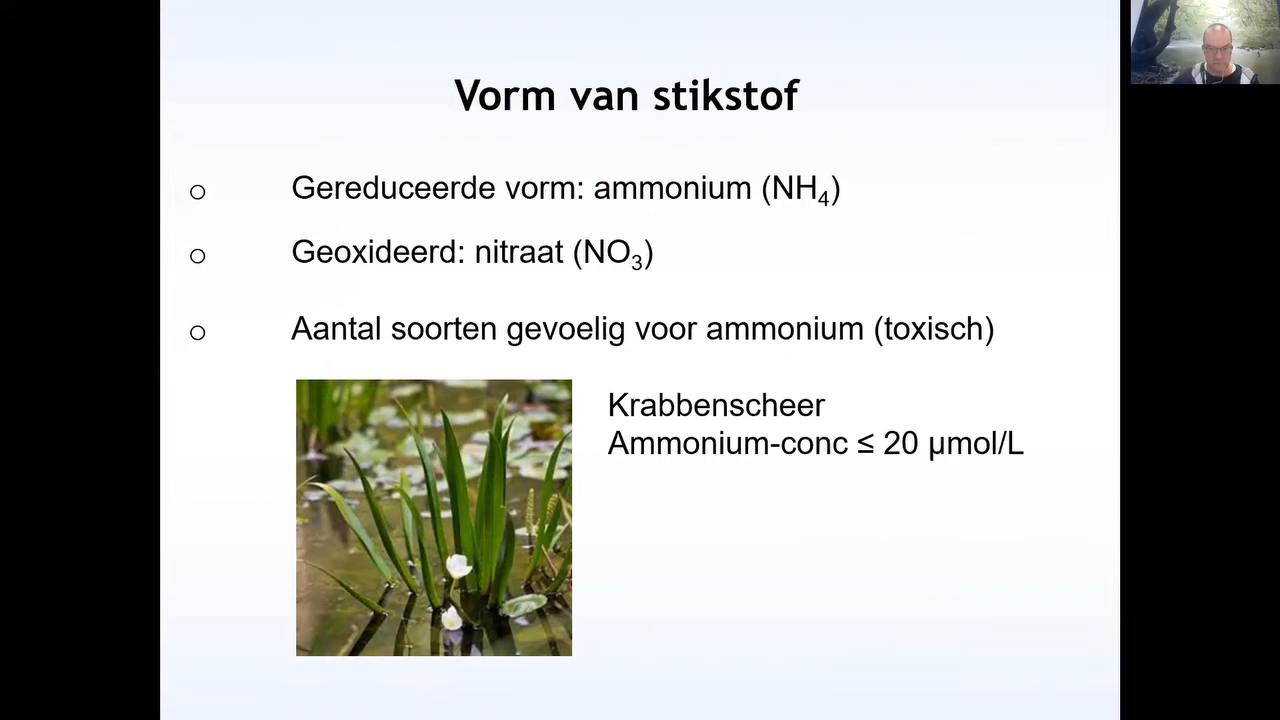 Vorm van stikstof
Gereduceerde vorm: ammonium (NH₄)
Geoxideerd: nitraat (NO₃)
Aantal soorten gevoelig voor ammonium (toxisch)
Krabbenscheer
Ammonium-conc ≤ 20 µmol/L